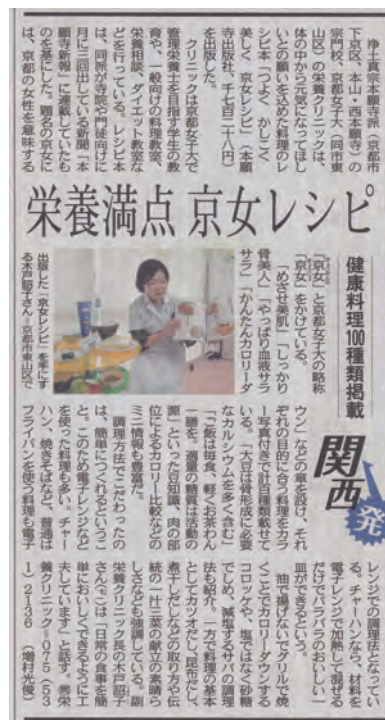 浄土真宗本願寺派（京都市
下京区、本山・西本願寺）の
宗門校、京都女子大（同市東
山区）の栄養クリニックは、
体の中から元気になってほし
いとの願いを込めた料理のレ
シピ本「つよく　かしこく
美しく　京女レシピ」（本願
寺出版社、千七百二十八円）
を出版した。
クリニックは京都女子大で
管理栄養士を目指す学生の教
育や、一般向けの料理教室、
栄養相談、ダイエット教室な
どを行っている。レシピ本
は、同派が寺院や門徒向けに
月に三回出している新聞「本
願寺新報」に連載していたも
のを基にした。題名の京女に
は、京都の女性を意味する
栄養満点 京女レシピ
健康料理100種類掲載
関西発
「京女」と京都女子大の略称
「京女」をかけている。
「めざせ美肌」「しっかり
骨美人」「やっぱり血液サラ
サラ」「かんたんカロリーダ
出版した「京女レシピ」を手にす
る木戸詔子さん＝京都市東山区で
ウン」などの章を設け、それ
ぞれの目的に合う料理をカラ
ー写真付きで計百種類載せて
いる。「大豆は骨形成に必要
なカルシウムを多く含む」
「ご飯は毎食、軽くお茶わん
一膳を。適量の糖質は活動の
源」といった豆知識、肉の部
位によるカロリー比較などの
ミニ情報も豊富だ。
調理方法でこだわったの
は、簡単につくれるというこ
と。このため電子レンジなど
を使った料理も多い。チャー
ハン、焼きそばなど、普通は
フライパンを使う料理も電子
レンジでの調理法となってい
る。チャーハンなら、材料を
電子レンジで加熱して混ぜる
だけでパラパラのおいしい一
皿ができるという。
油で揚げないでグリルで焼
くことでカロリーダウンする
コロッケや、塩ではなく砂糖
でしめ、減塩するサバの調理
法も紹介。一方で料理の基本
としてカツオだし、昆布だし、
煮干しだしなどの取り方や伝
統の一汁三菜の献立の素晴ら
しさなども強調している。副
栄養クリニック長の木戸詔子
さん（七〇）は「日常の食事を簡
単においしくできるように工
夫しています」と話す。問栄
養クリニック＝075（53
1）2136　（増村光俊）